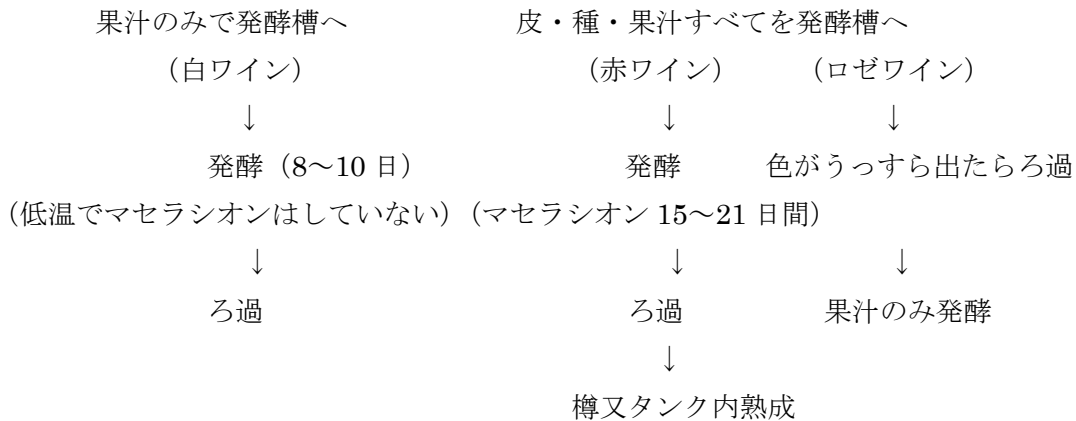 果汁のみで発酵槽へ 皮・種・果汁すべてを発酵槽へ
（白ワイン） （赤ワイン） （ロゼワイン）
↓ ↓ ↓
発酵（8～10 日） 発酵 色がうっすら出たらろ過
（低温でマセラシオンはしていない）（マセラシオン 15～21 日間）
↓ ↓ ↓
ろ過 ろ過 果汁のみ発酵
↓
樽又タンク内熟成